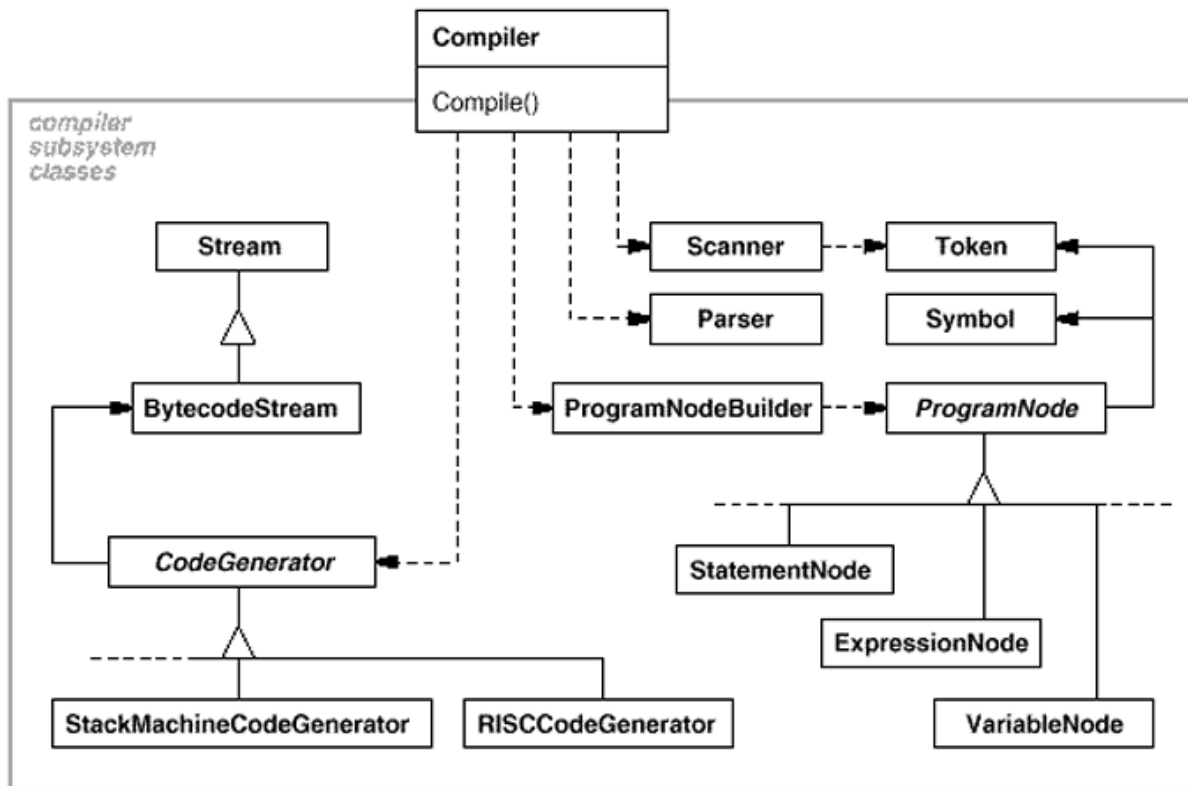 Compiler
Compile()
compiler
subsystem
classes
Stream
Scanner
Token
Parser
Symbol
BytecodeStream
ProgramNodeBuilder
ProgramNode
CodeGenerator
StatementNode
ExpressionNode
StackMachineCodeGenerator
RISCCodeGenerator
VariableNode